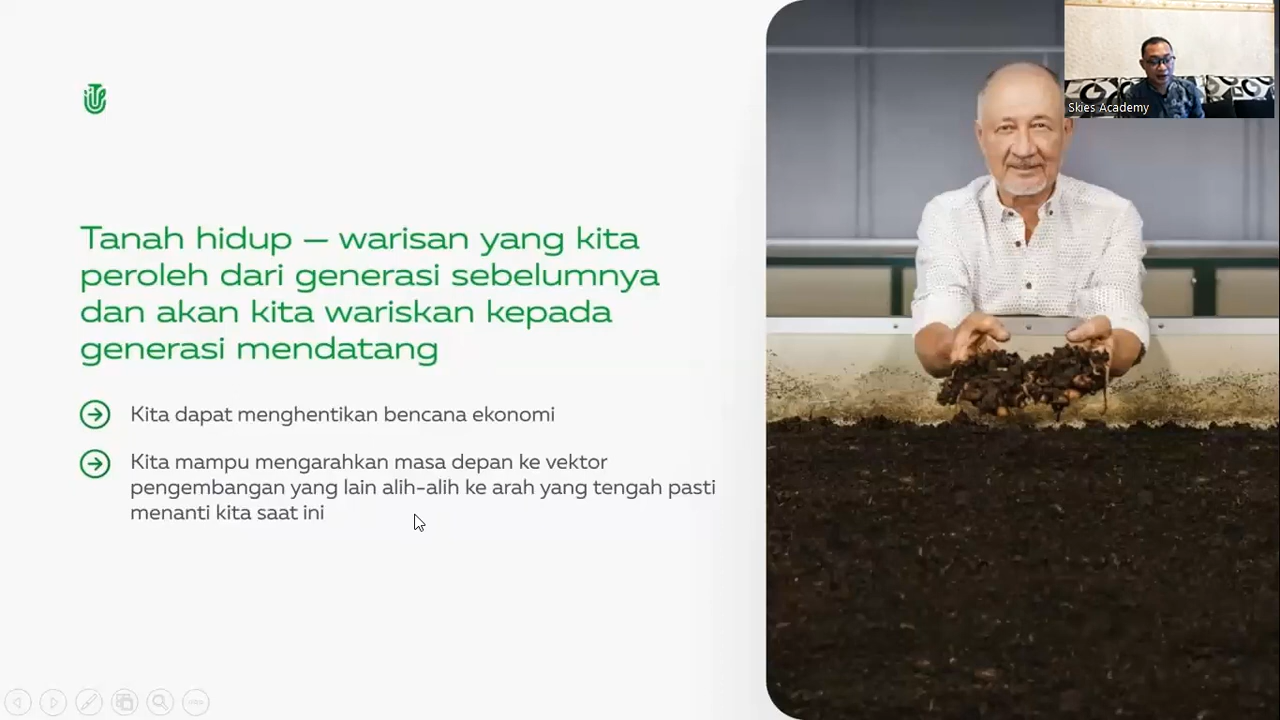 Skies Academy
Tanah hidup — warisan yang kita
peroleh dari generasi sebelumnya
dan akan kita wariskan kepada
generasi mendatang
Kita dapat menghentikan bencana ekonomi
Kita mampu mengarahkan masa depan ke vektor
pengembangan yang lain alih-alih ke arah yang tengah pasti
menanti kita saat ini